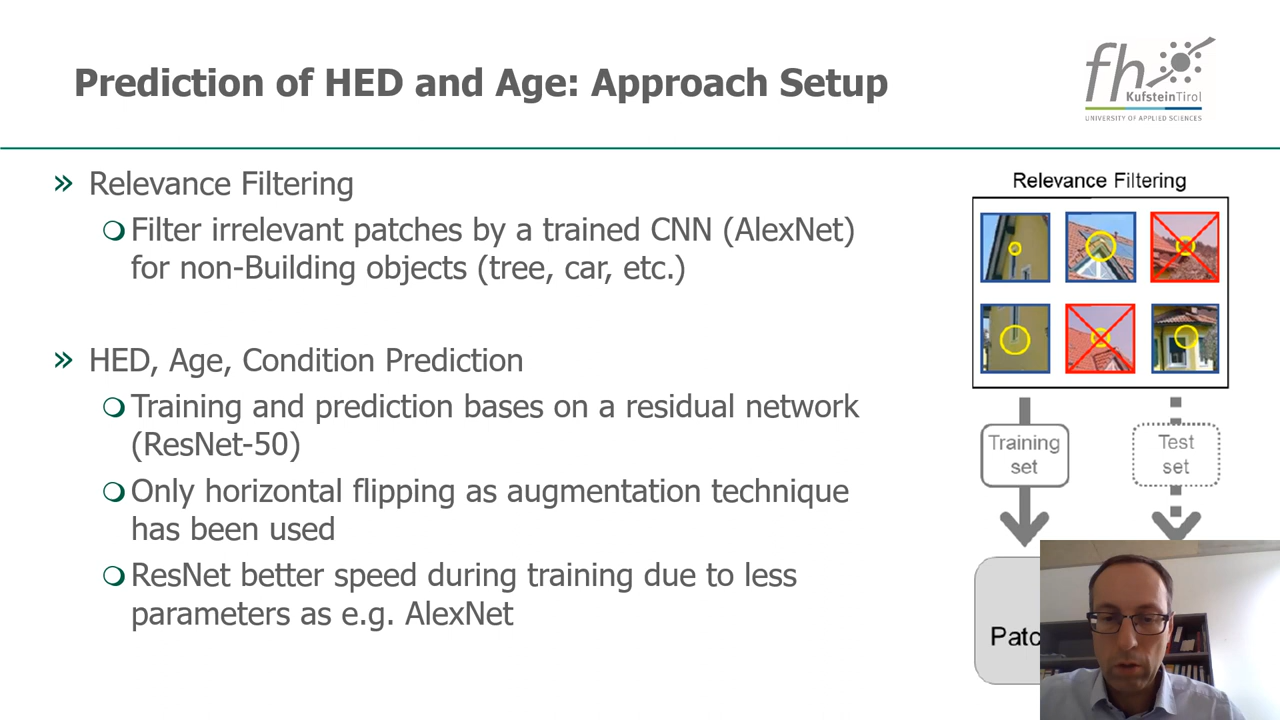 Prediction of HED and Age: Approach Setup
fh
KufsteinTirol
UNIVERSITY OF APPLIED SCIENCES
» Relevance Filtering
Filter irrelevant patches by a trained CNN (AlexNet)
for non-Building objects (tree, car, etc.)
» HED, Age, Condition Prediction
Training and prediction bases on a residual network
(ResNet-50)
Only horizontal flipping as augmentation technique
has been used
ResNet better speed during training due to less
parameters as e.g. AlexNet
Relevance Filtering
Training
set
Test
set